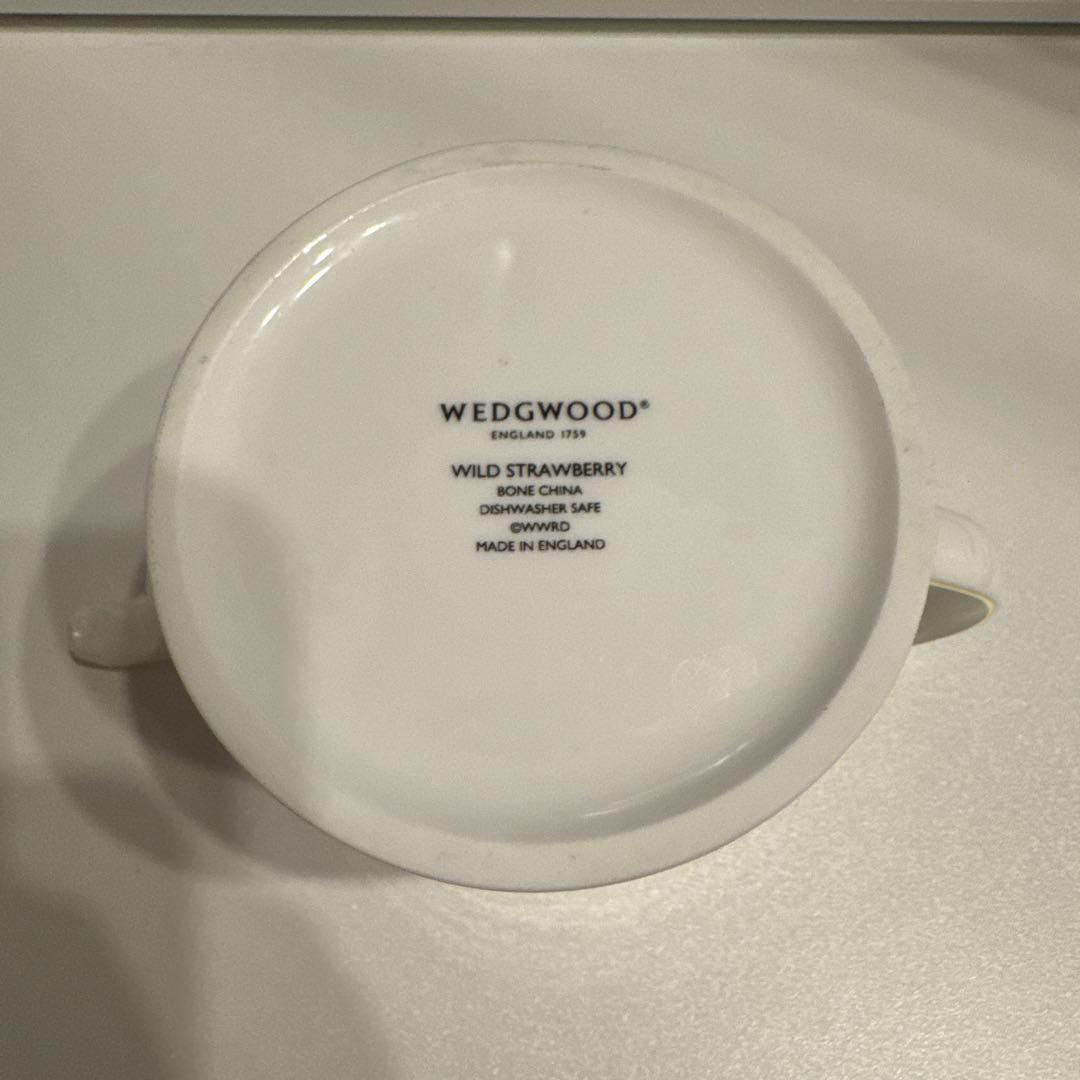 WEDGWOOD®
ENGLAND 1759
WILD STRAWBERRY
BONE CHINA
DISHWASHER SAFE
©WWRD
MADE IN ENGLAND